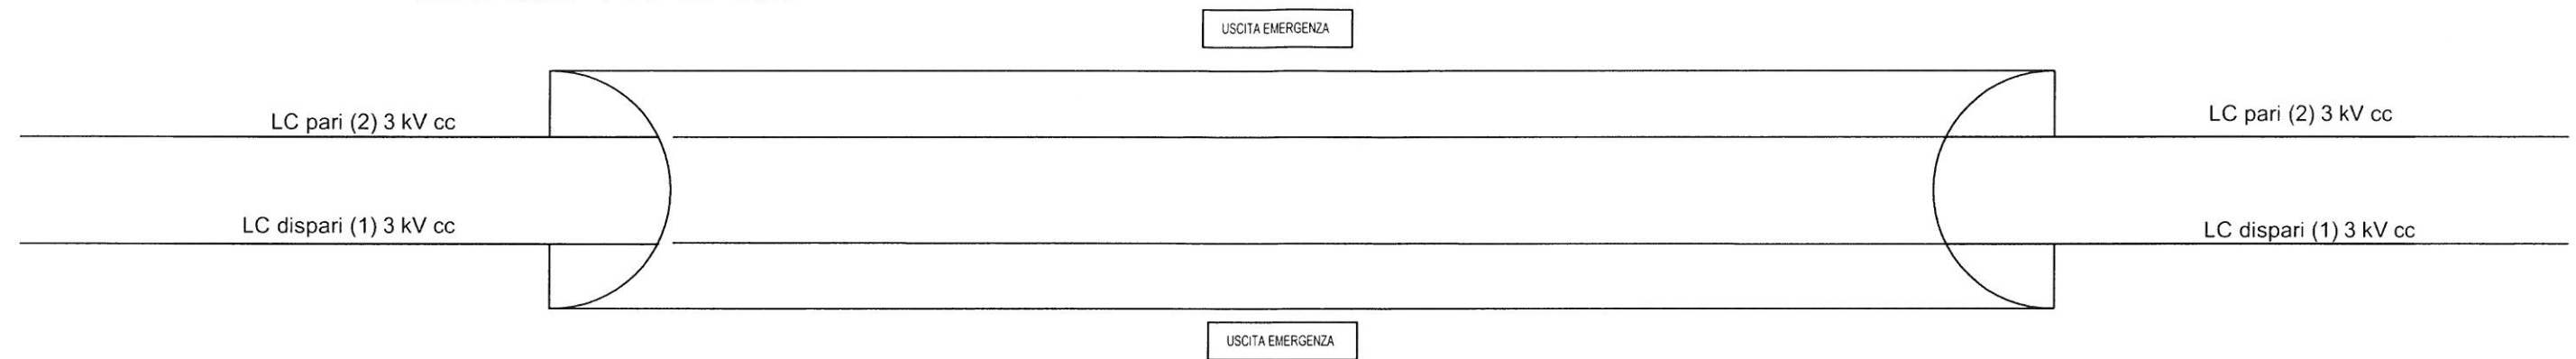 USCITA EMERGENZA
LC pari (2) 3 kV cc
LC pari (2) 3 kV cc
LC dispari (1) 3 kV cc
LC dispari (1) 3 kV cc
USCITA EMERGENZA